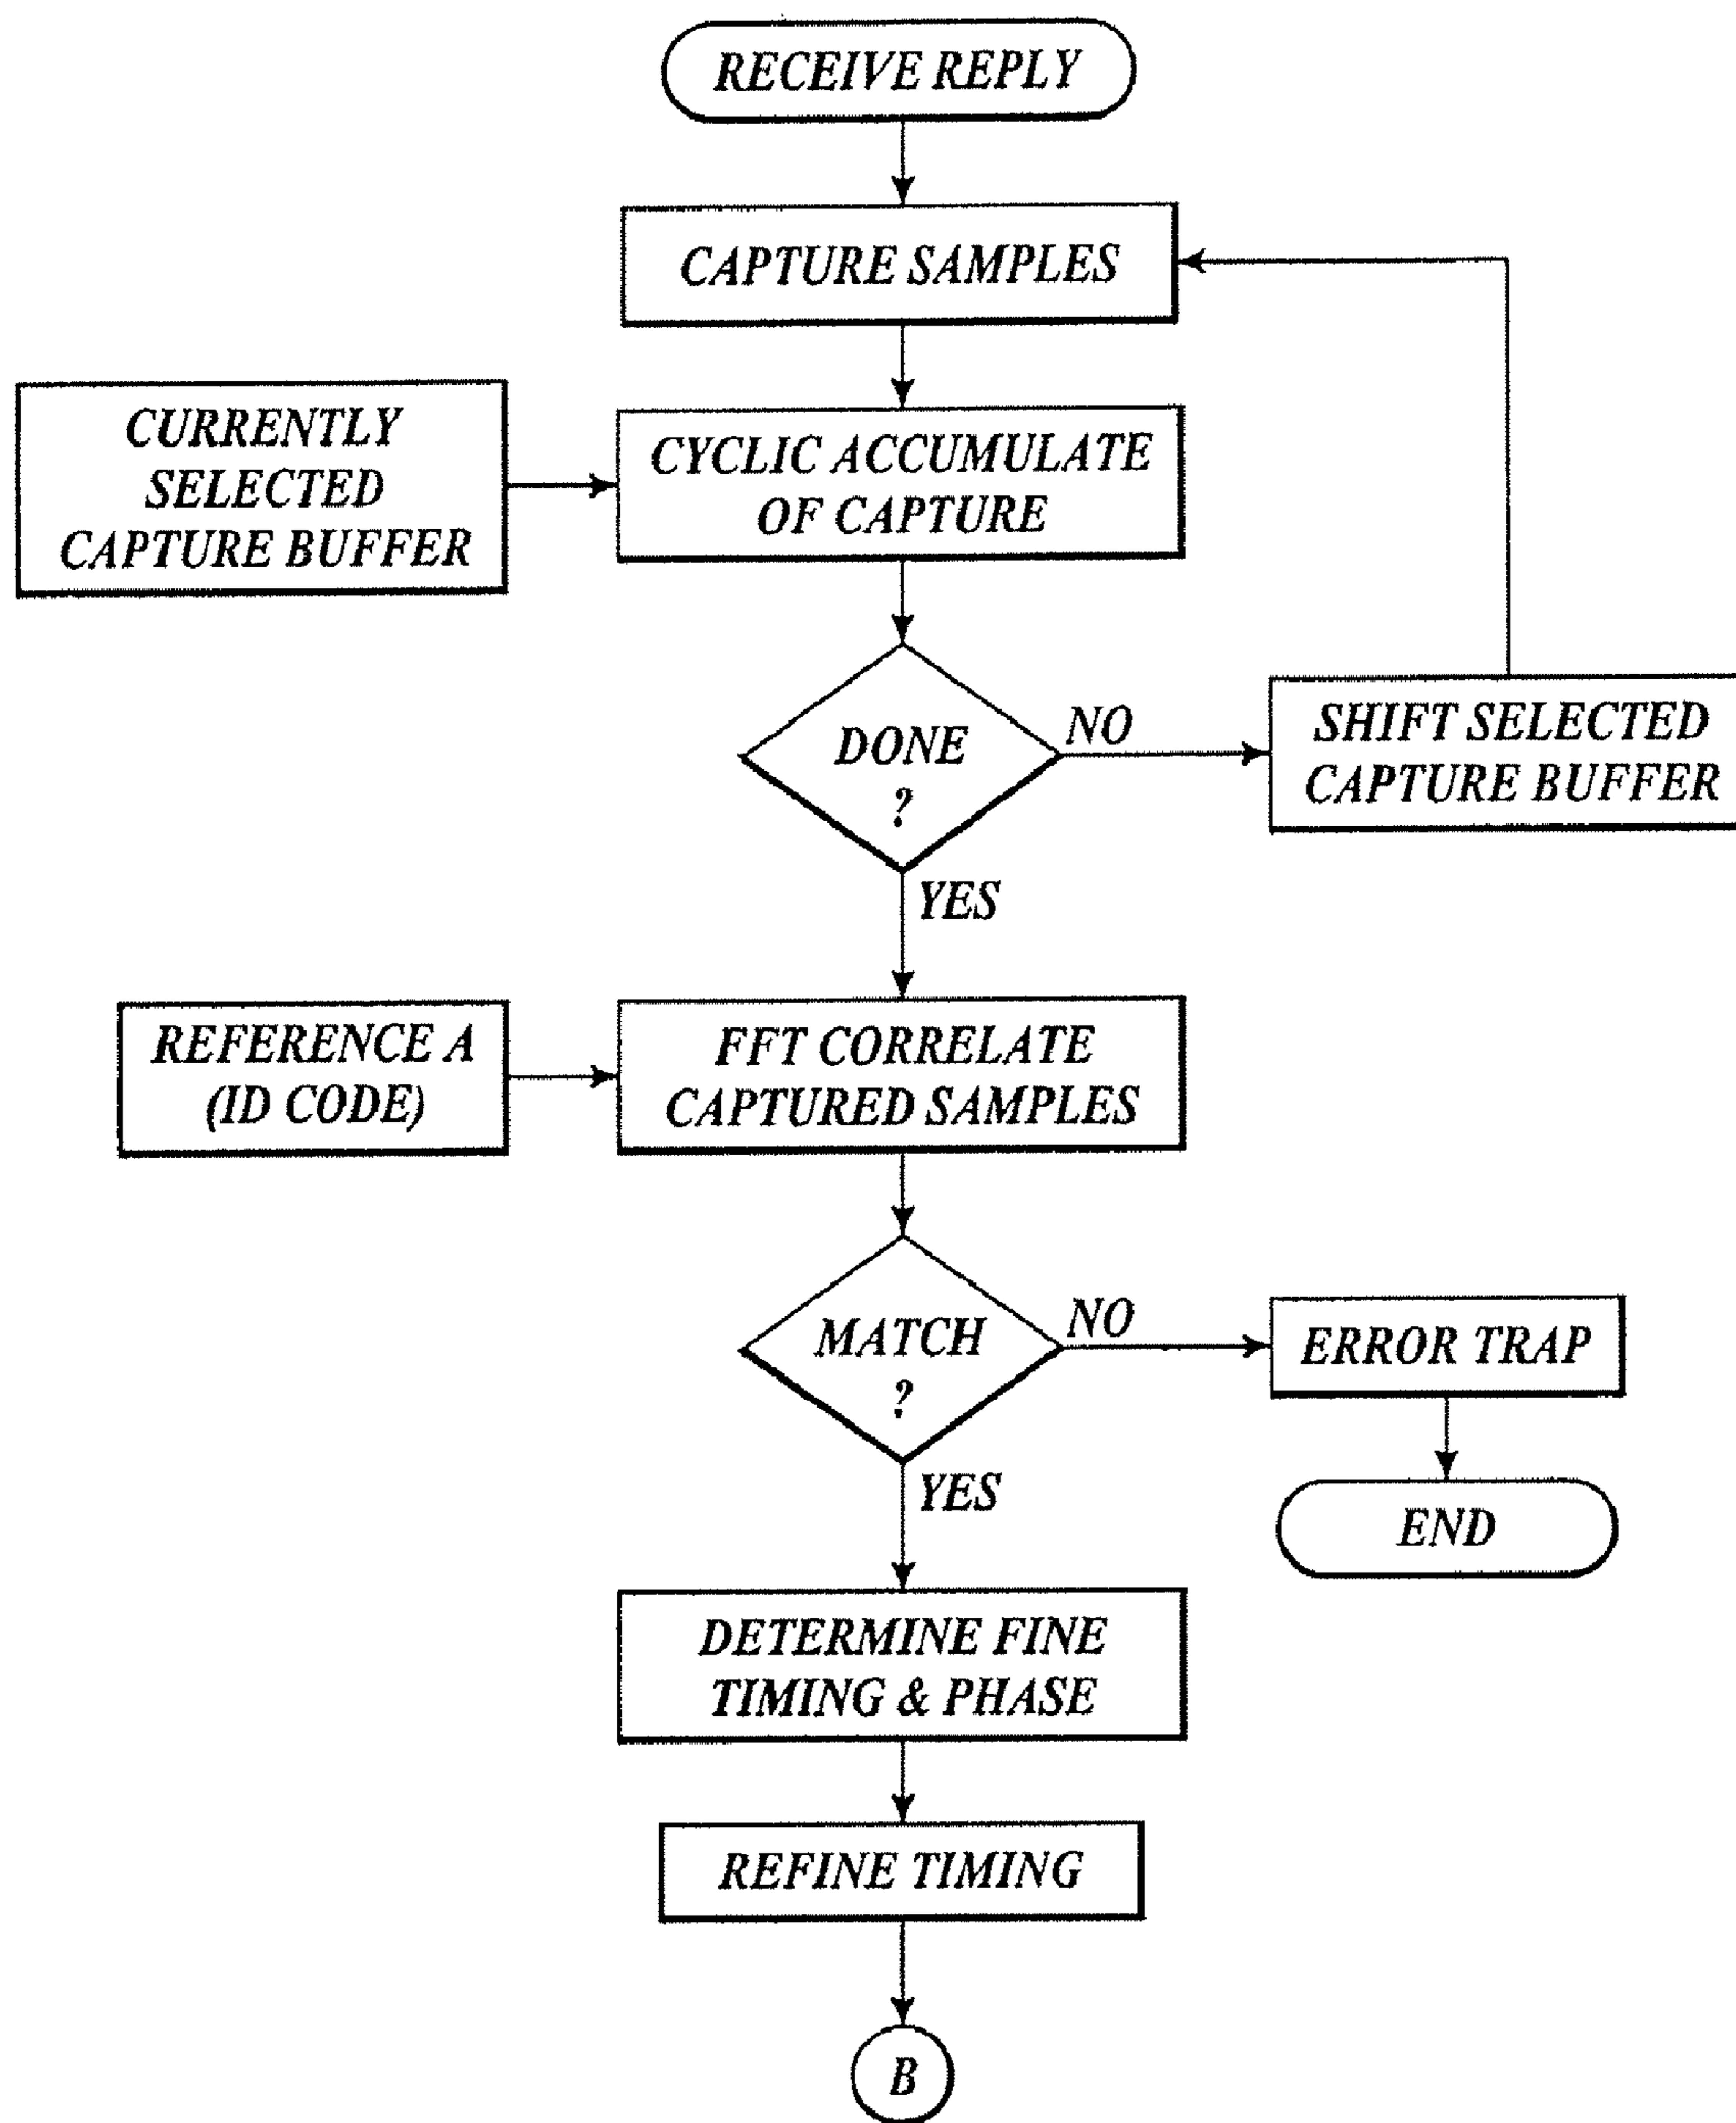 RECEIVE REPLY
CAPTURE SAMPLES
CURRENTLY
SELECTED
CAPTURE BUFFER
CYCLIC ACCUMULATE
OF CAPTURE
DONE
?
NO
SHIFT SELECTED
CAPTURE BUFFER
YES
REFERENCE A
(ID CODE)
FFT CORRELATE
CAPTURED SAMPLES
MATCH
?
NO
ERROR TRAP
END
YES
DETERMINE FINE
TIMING & PHASE
REFINE TIMING
B